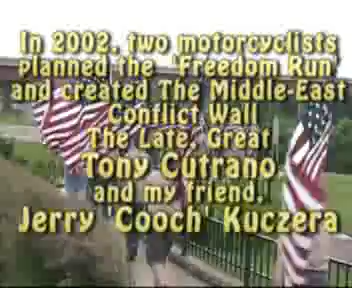 In 2002, two motorcyclists
planned the 'Freedom Run'
and created The Middle-East
Conflict Wall
The Late, Great
Tony Cutrano
and my friend,
Jerry 'Cooch' Kuczera